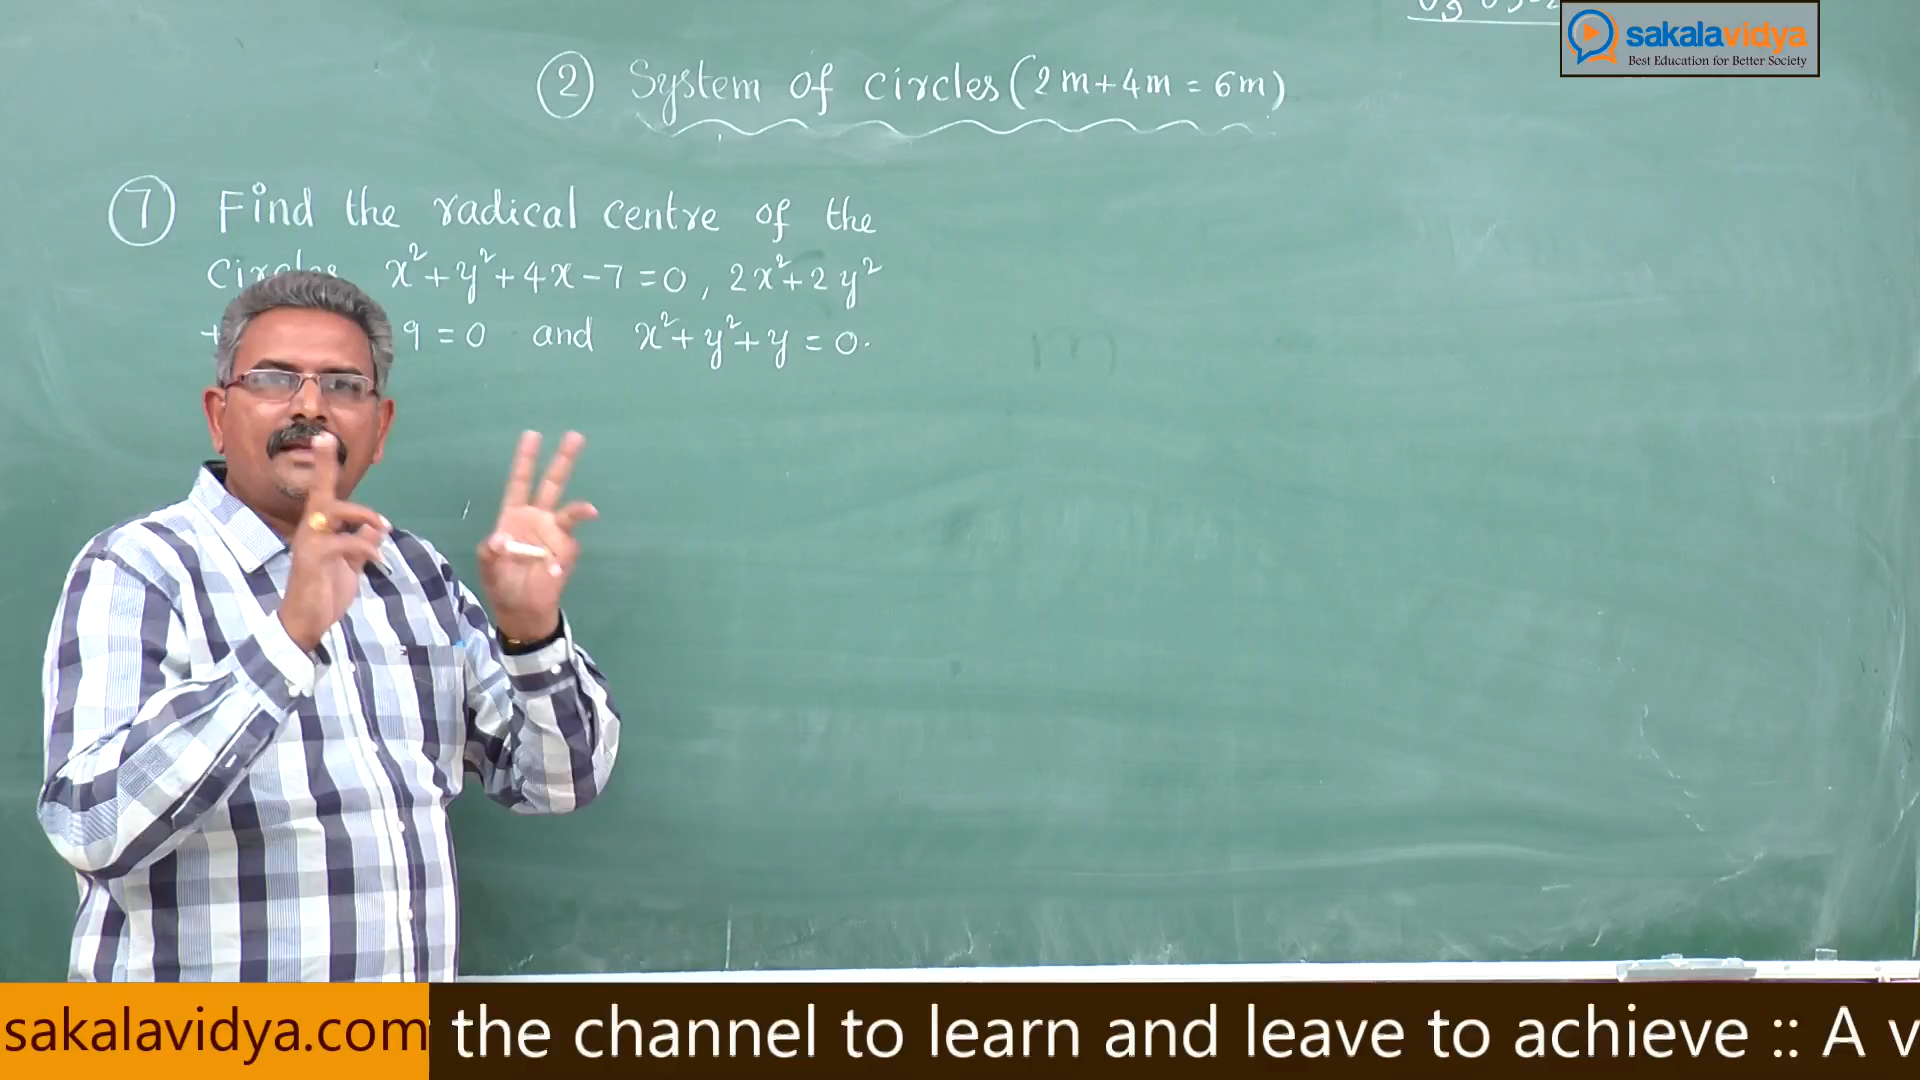 sakalavidya
Best Education for Better Society
② System of circles (2m+4m = 6m)
⑦ Find the radical centre of the
circles x²+y²+4x−7=0, 2x²+2y²
+ 9 = 0 and x²+y²+y = 0.
m
sakalavidya.com the channel to learn and leave to achieve :: A v